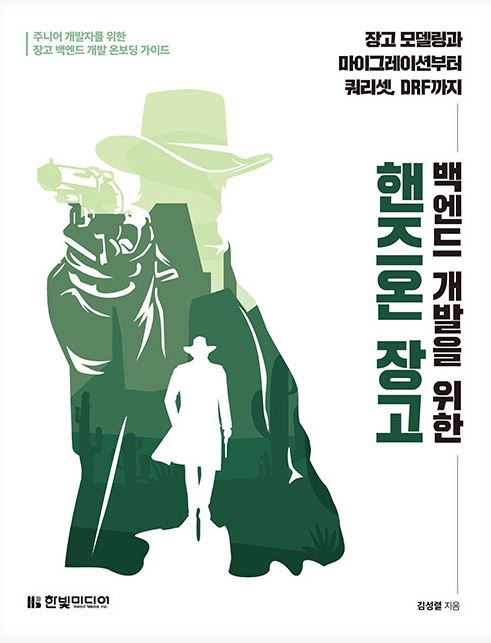 주니어 개발자를 위한
장고 백엔드 개발 온보딩 가이드
장고 모델링과
마이그레이션부터
쿼리셋, DRF까지
백엔드 개발을 위한
핸즈온 장고
한빛미디어
Hanbit Media, Inc.
김성렬 지음